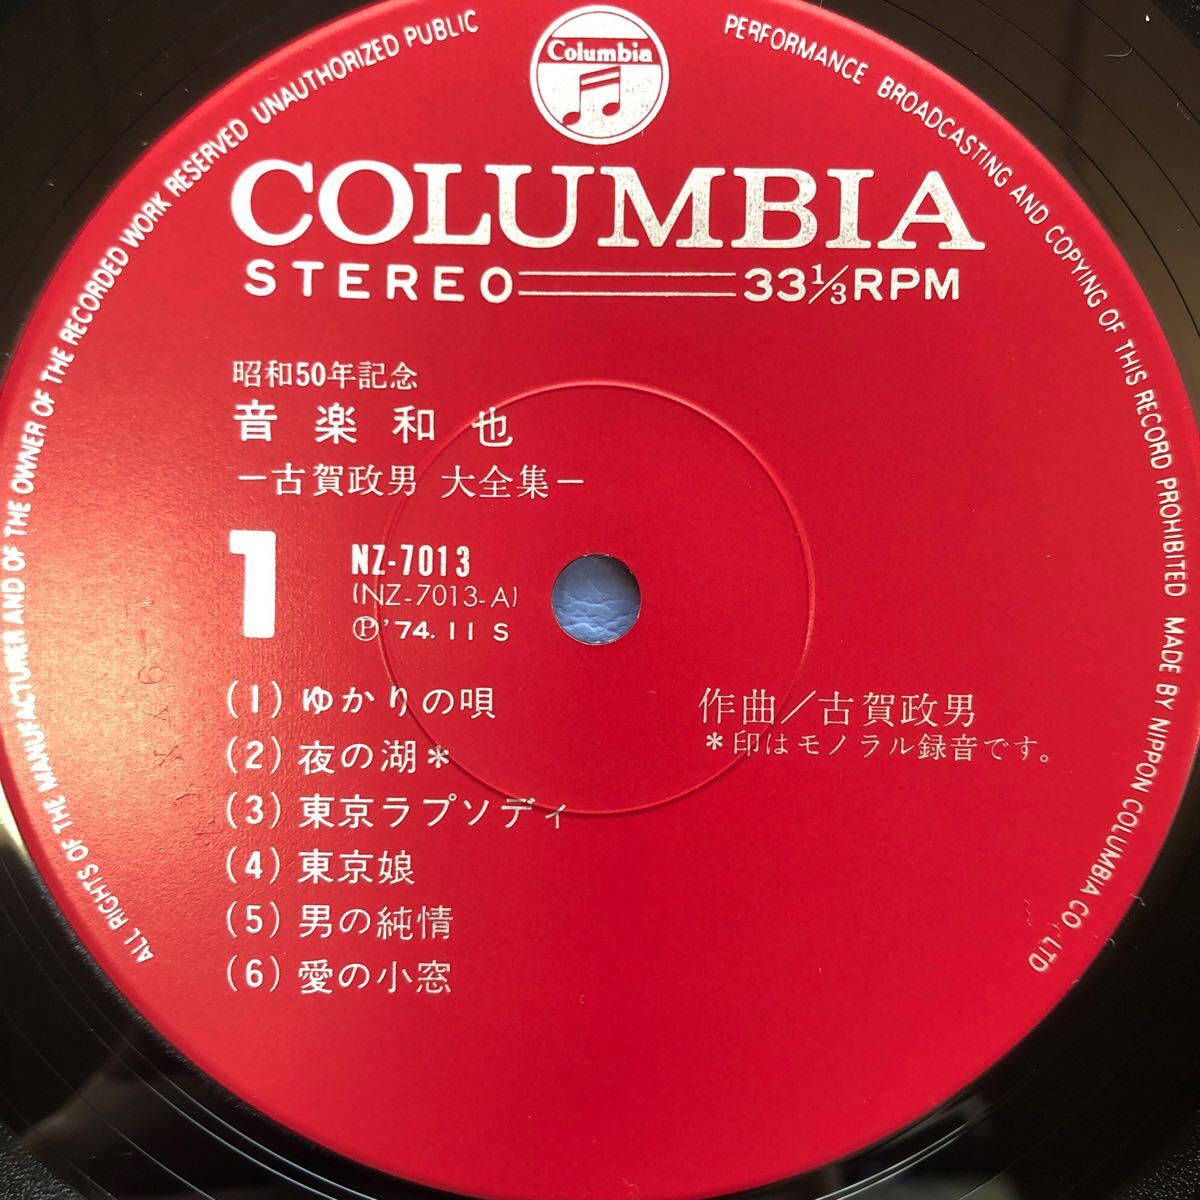 Columbia
COLUMBIA
STEREO 33⅓RPM
昭和50年記念
音楽和也
－古賀政男 大全集－
1
NZ-7013
(NZ-7013-A)
Ⓟ'74.11 S
(1) ゆかりの唄
(2) 夜の湖＊
(3) 東京ラプソディ
(4) 東京娘
(5) 男の純情
(6) 愛の小窓
作曲／古賀政男
＊印はモノラル録音です。
ALL RIGHTS OF THE MANUFACTURER AND OF THE OWNER OF THE RECORDED WORK RESERVED UNAUTHORIZED PUBLIC PERFORMANCE BROADCASTING AND COPYING OF THIS RECORD PROHIBITED MADE BY NIPPON COLUMBIA CO., LTD